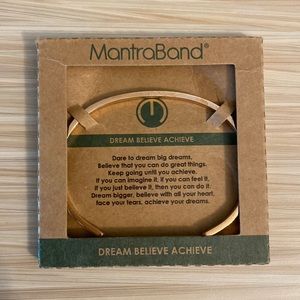 MantraBand®
DREAM BELIEVE ACHIEVE
Dare to dream big dreams,
Believe that you can do great things.
Keep going until you achieve.
If you can imagine it, if you can feel it,
If you just believe it, then you can do it.
Dream bigger, believe with all your heart,
face your fears, achieve your dreams.
DREAM BELIEVE ACHIEVE